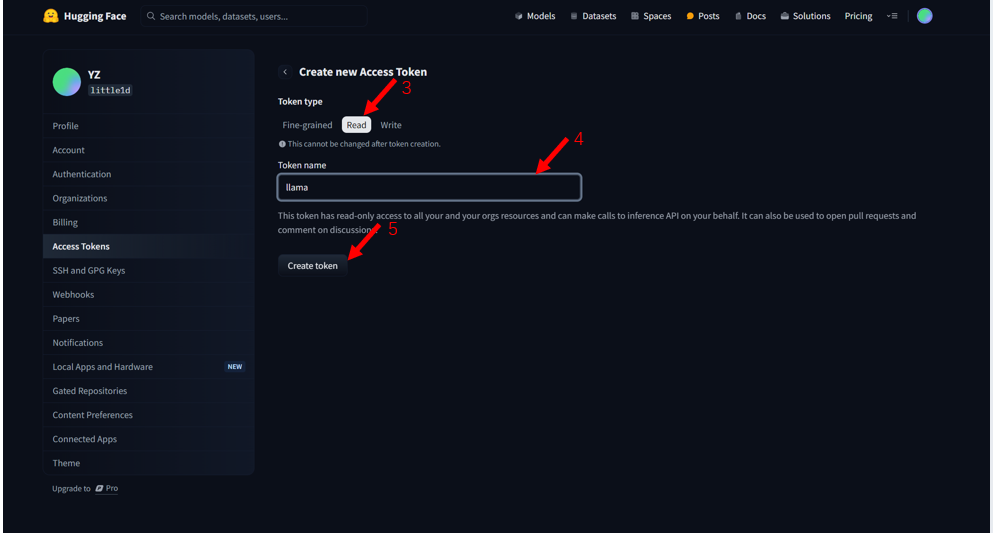 Hugging Face
Search models, datasets, users...
Models
Datasets
Spaces
Posts
Docs
Solutions
Pricing
YZ
little1d
Profile
Account
Authentication
Organizations
Billing
Access Tokens
SSH and GPG Keys
Webhooks
Papers
Notifications
Local Apps and Hardware NEW
Gated Repositories
Content Preferences
Connected Apps
Theme
Upgrade to Pro
Create new Access Token
3
Token type
Fine-grained Read Write
This cannot be changed after token creation.
4
Token name
llama
This token has read-only access to all your and your orgs resources and can make calls to inference API on your behalf. It can also be used to open pull requests and
comment on discussion
5
Create token